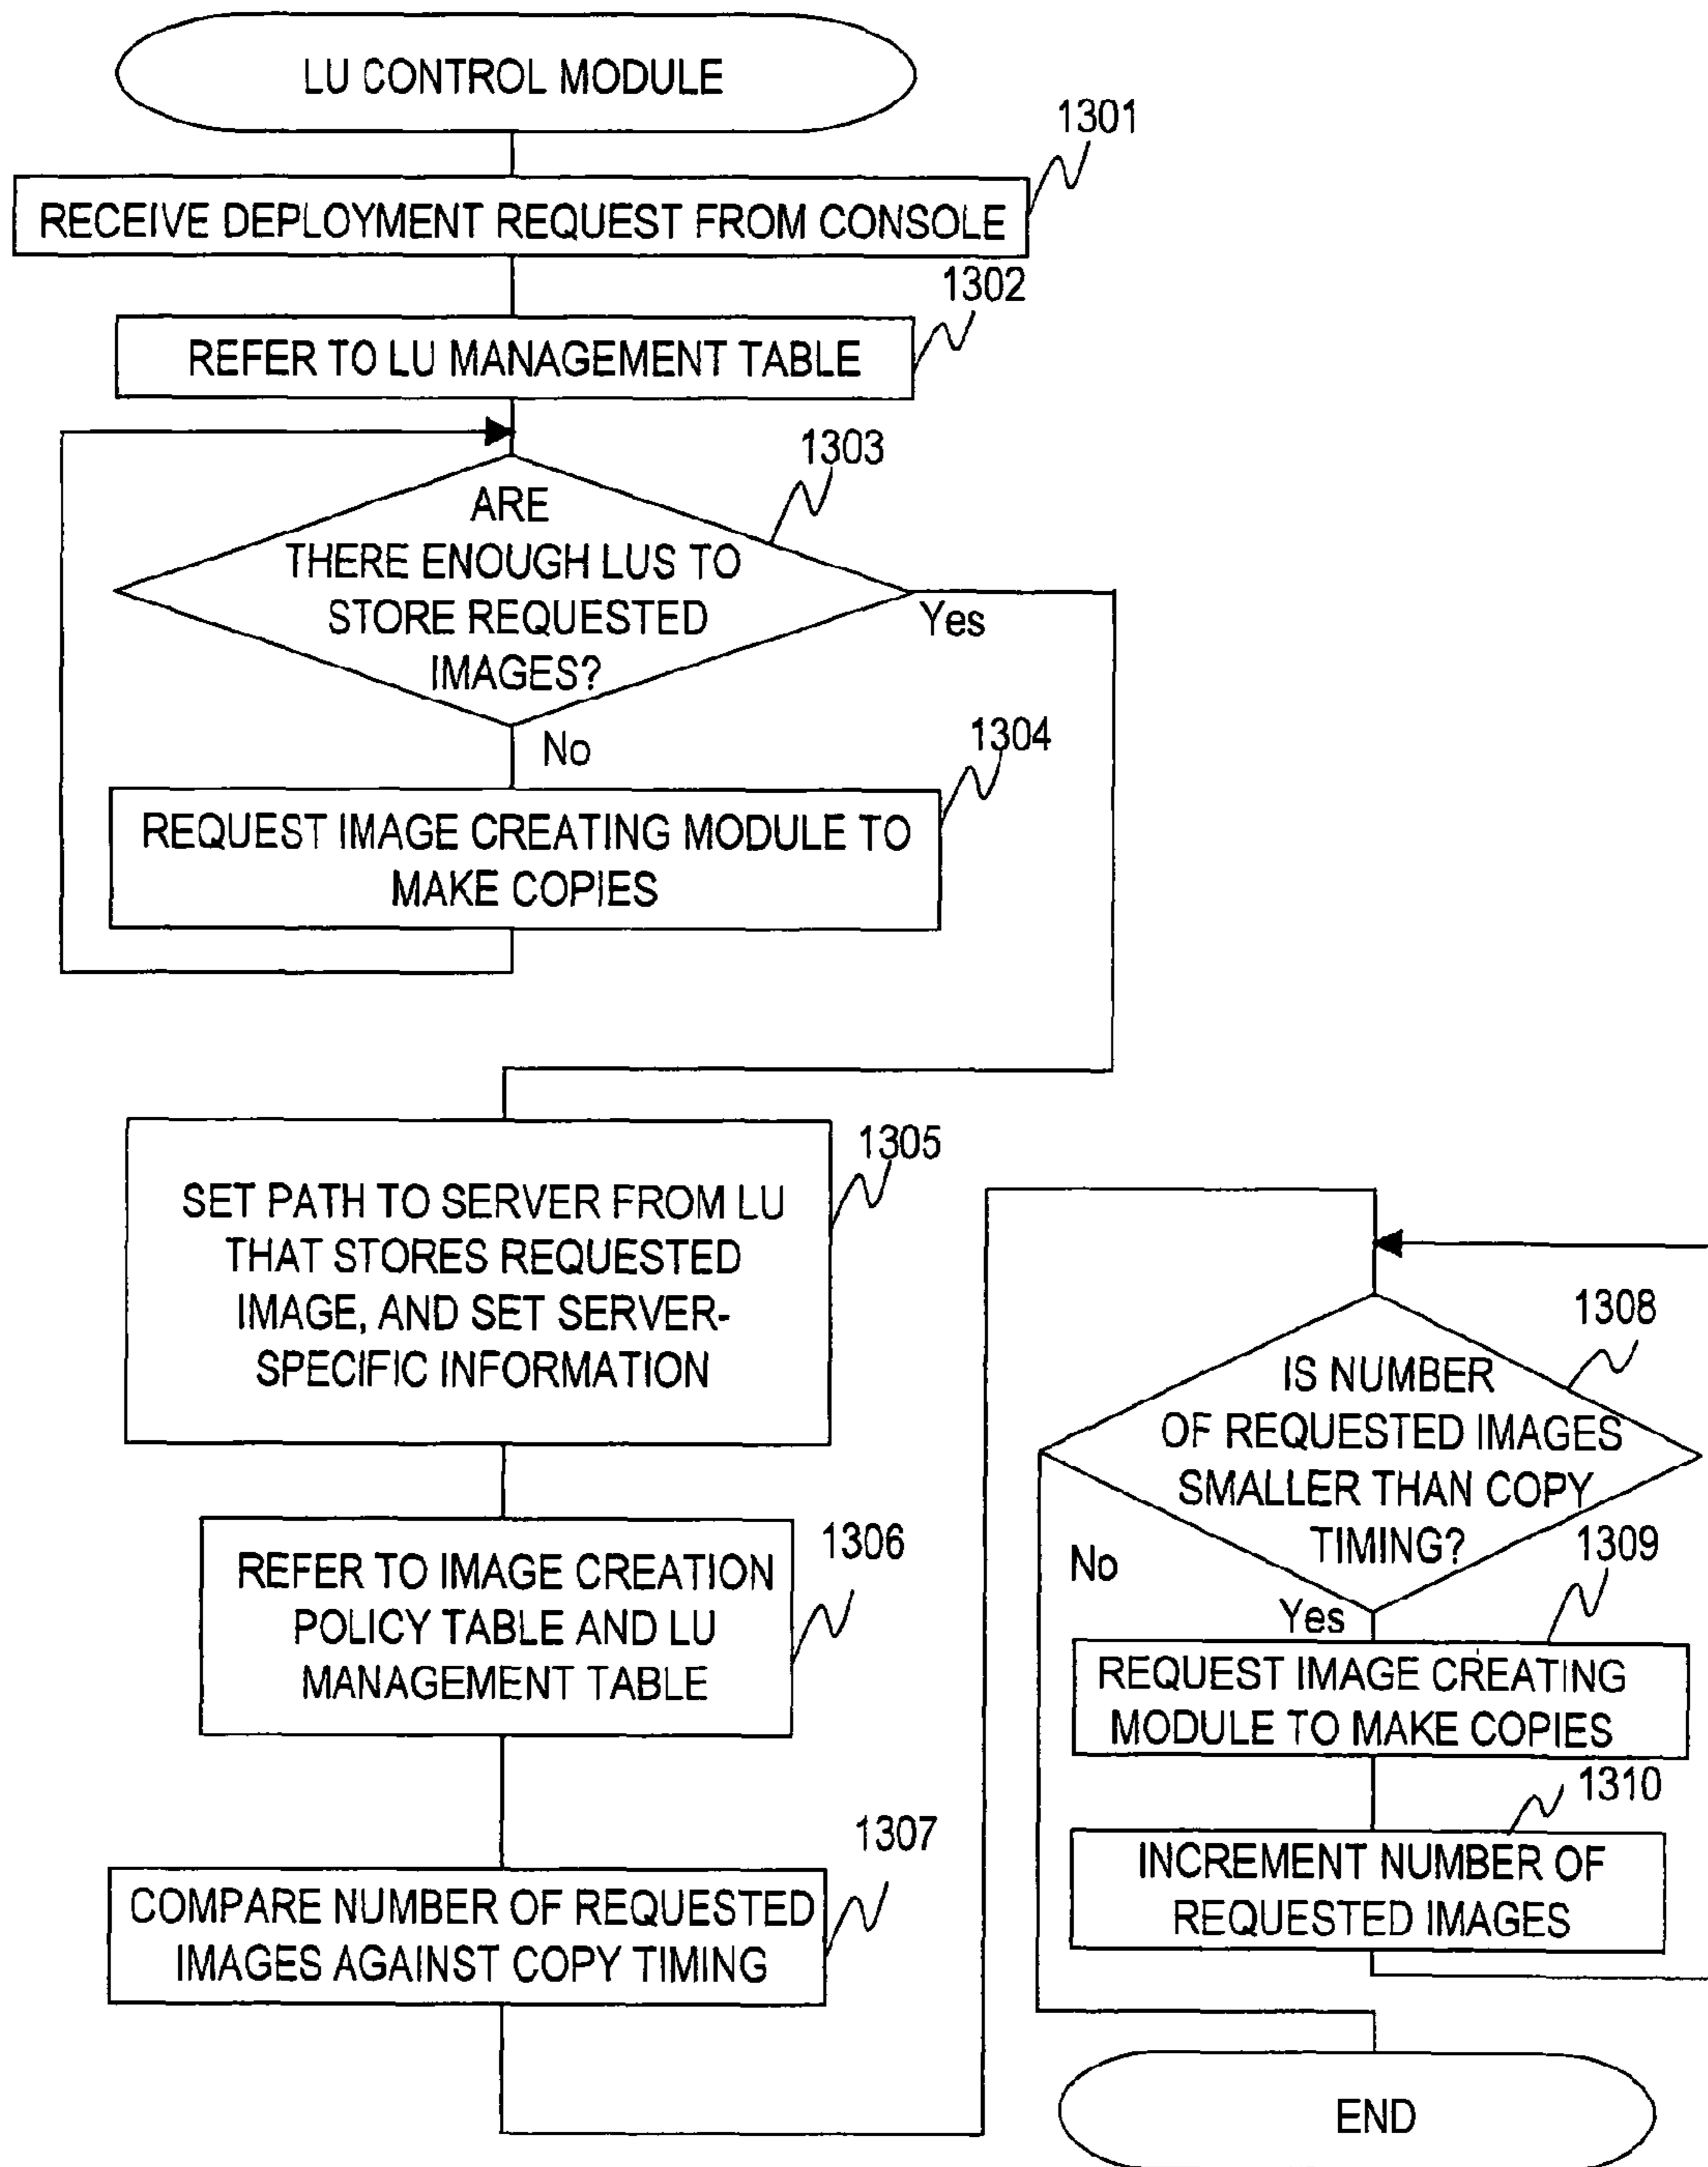 LU CONTROL MODULE
1301
RECEIVE DEPLOYMENT REQUEST FROM CONSOLE
1302
REFER TO LU MANAGEMENT TABLE
1303
ARE
THERE ENOUGH LUS TO
STORE REQUESTED
IMAGES?
Yes
No
1304
REQUEST IMAGE CREATING MODULE TO
MAKE COPIES
1305
SET PATH TO SERVER FROM LU
THAT STORES REQUESTED
IMAGE, AND SET SERVER-
SPECIFIC INFORMATION
1306
REFER TO IMAGE CREATION
POLICY TABLE AND LU
MANAGEMENT TABLE
1307
COMPARE NUMBER OF REQUESTED
IMAGES AGAINST COPY TIMING
1308
IS NUMBER
OF REQUESTED IMAGES
SMALLER THAN COPY
TIMING?
No
Yes
1309
REQUEST IMAGE CREATING
MODULE TO MAKE COPIES
1310
INCREMENT NUMBER OF
REQUESTED IMAGES
END